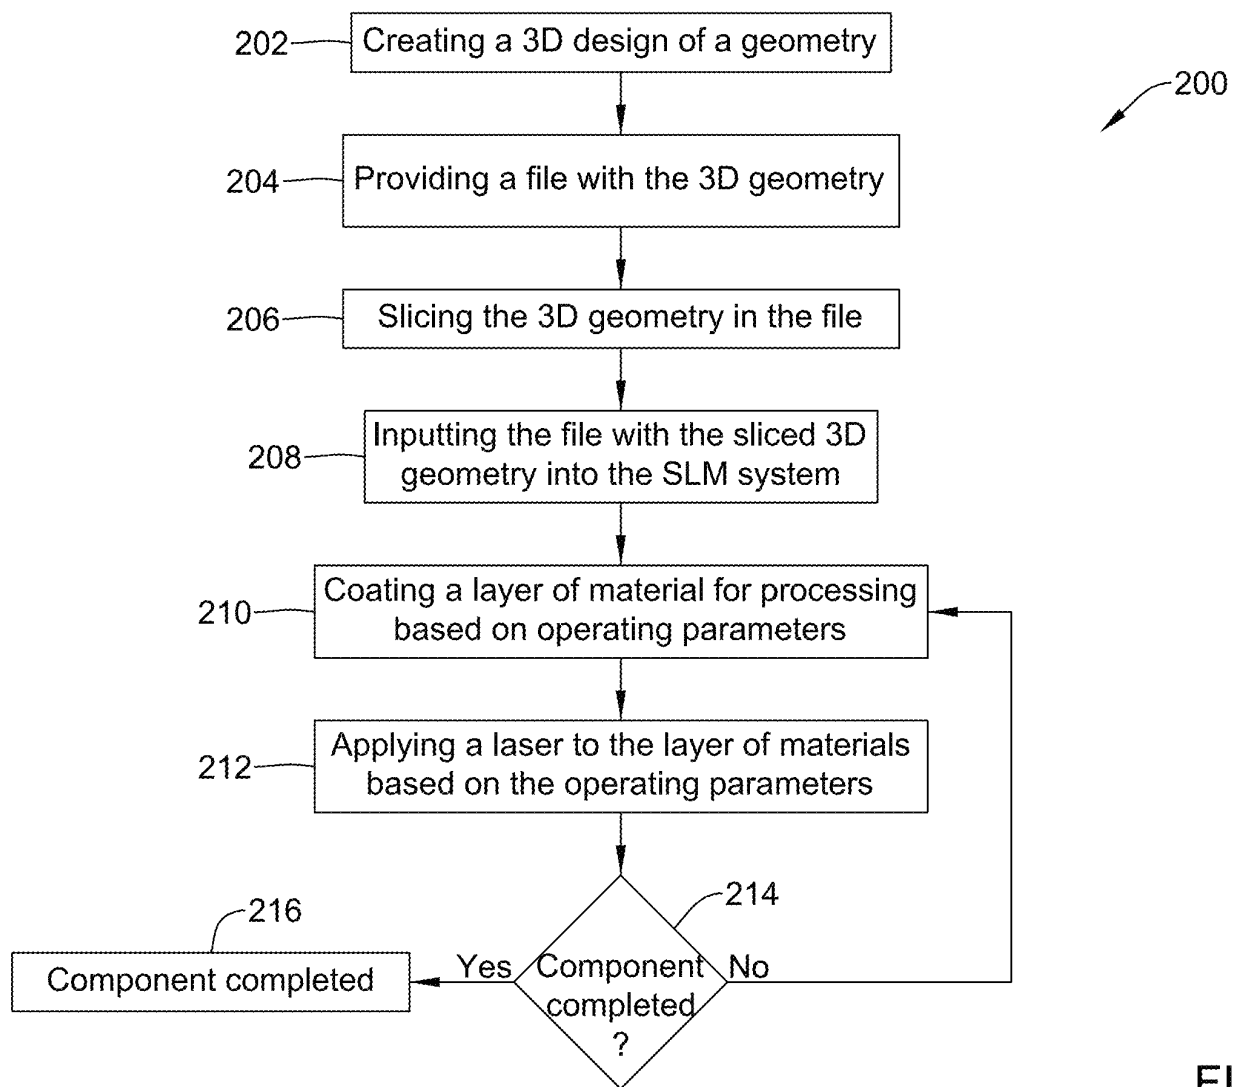 202
Creating a 3D design of a geometry
200
204
Providing a file with the 3D geometry
206
Slicing the 3D geometry in the file
208
Inputting the file with the sliced 3D
geometry into the SLM system
210
Coating a layer of material for processing
based on operating parameters
212
Applying a laser to the layer of materials
based on the operating parameters
214
216
Component completed
Yes
Component
completed
?
No